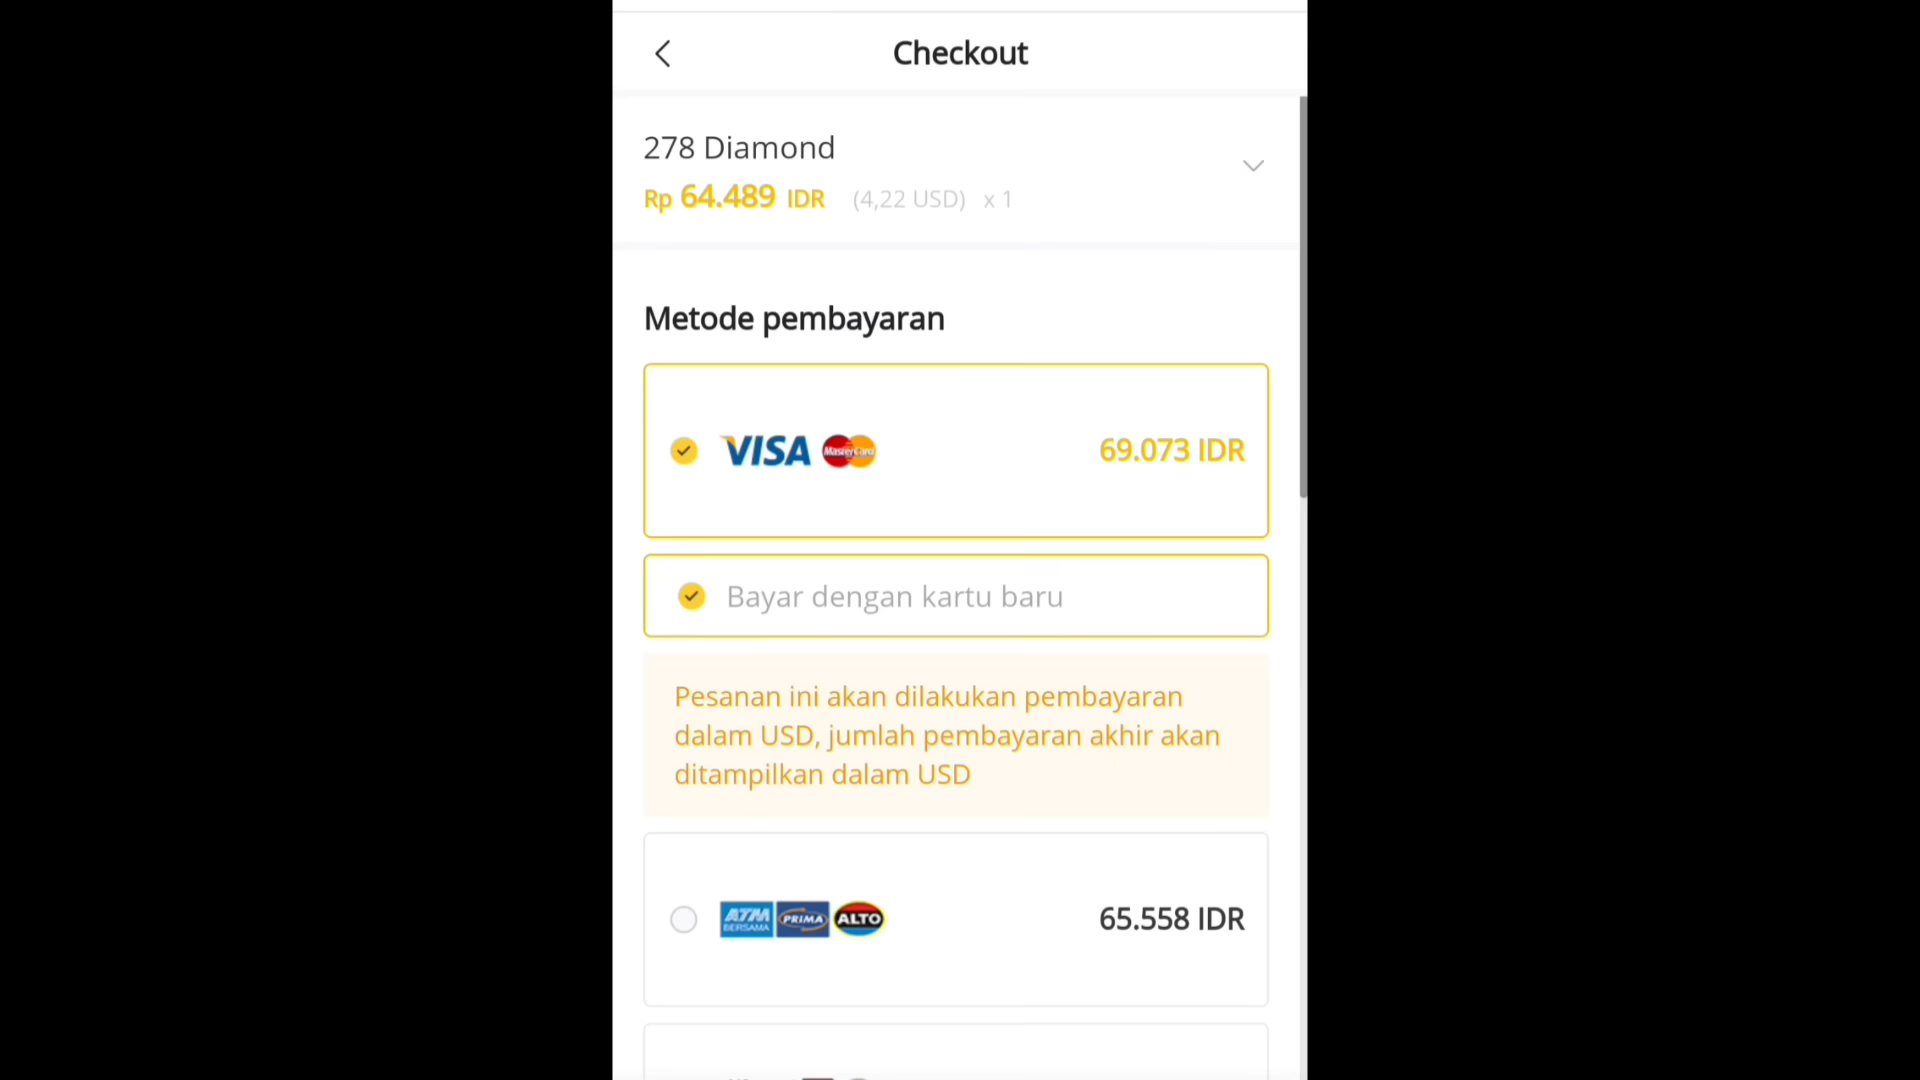 Checkout
278 Diamond
Rp 64.489 IDR (4,22 USD) x 1
Metode pembayaran
VISA MasterCard 69.073 IDR
Bayar dengan kartu baru
Pesanan ini akan dilakukan pembayaran
dalam USD, jumlah pembayaran akhir akan
ditampilkan dalam USD
ATM BERSAMA PRIMA ALTO 65.558 IDR